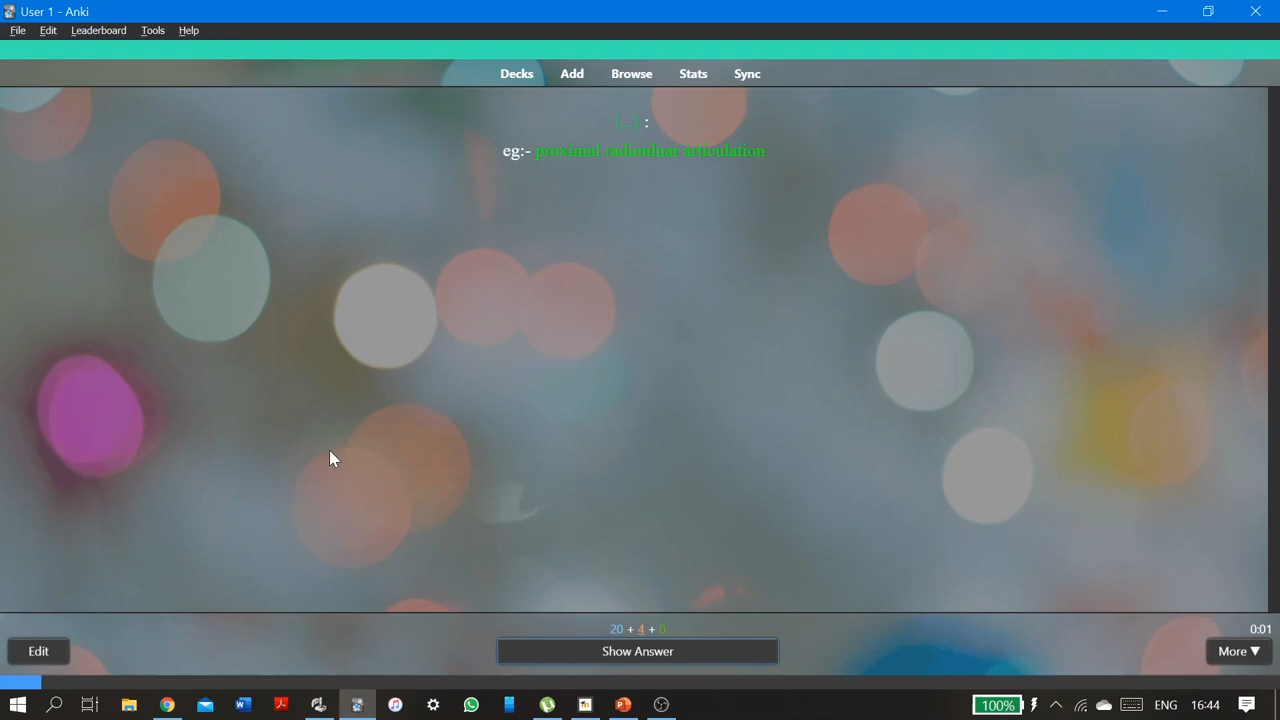 User 1 - Anki
File Edit Leaderboard Tools Help
Decks Add Browse Stats Sync
[...] :
eg:- proximal radioulnar articulation
20 + 4 + 0
0:01
Edit Show Answer More ▼
100% ENG 16:44